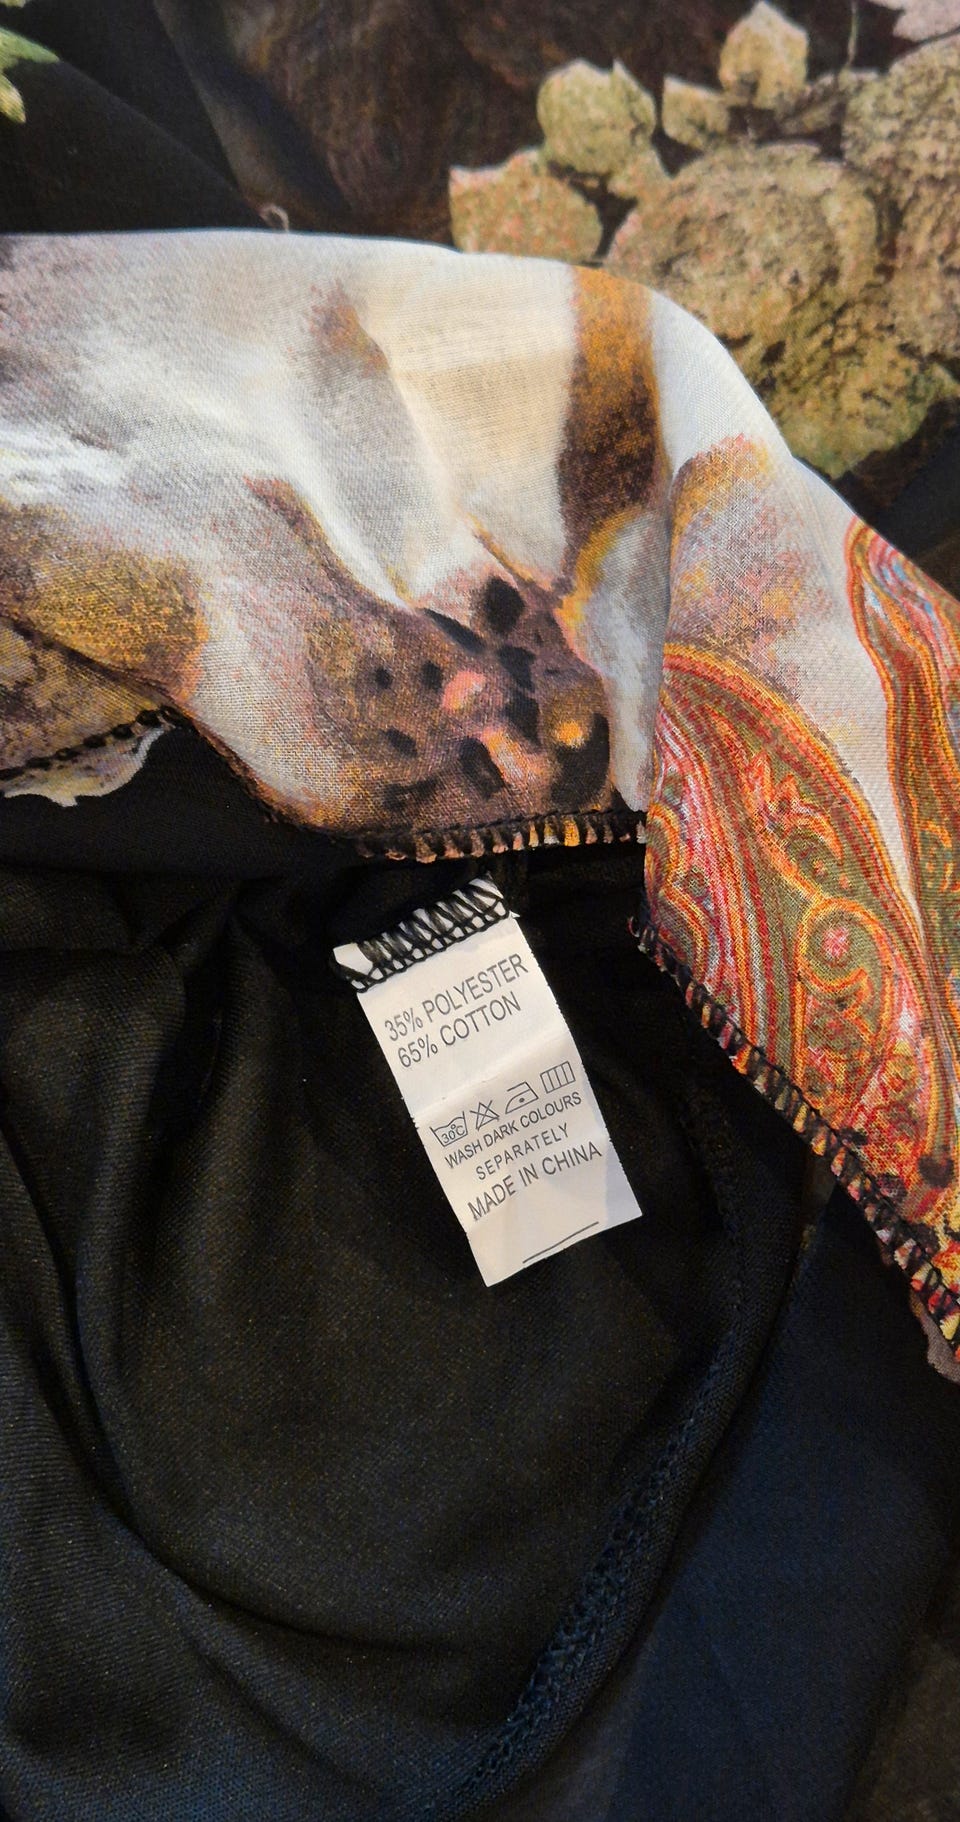 35% POLYESTER
65% COTTON
30°C
WASH DARK COLOURS
SEPARATELY
MADE IN CHINA